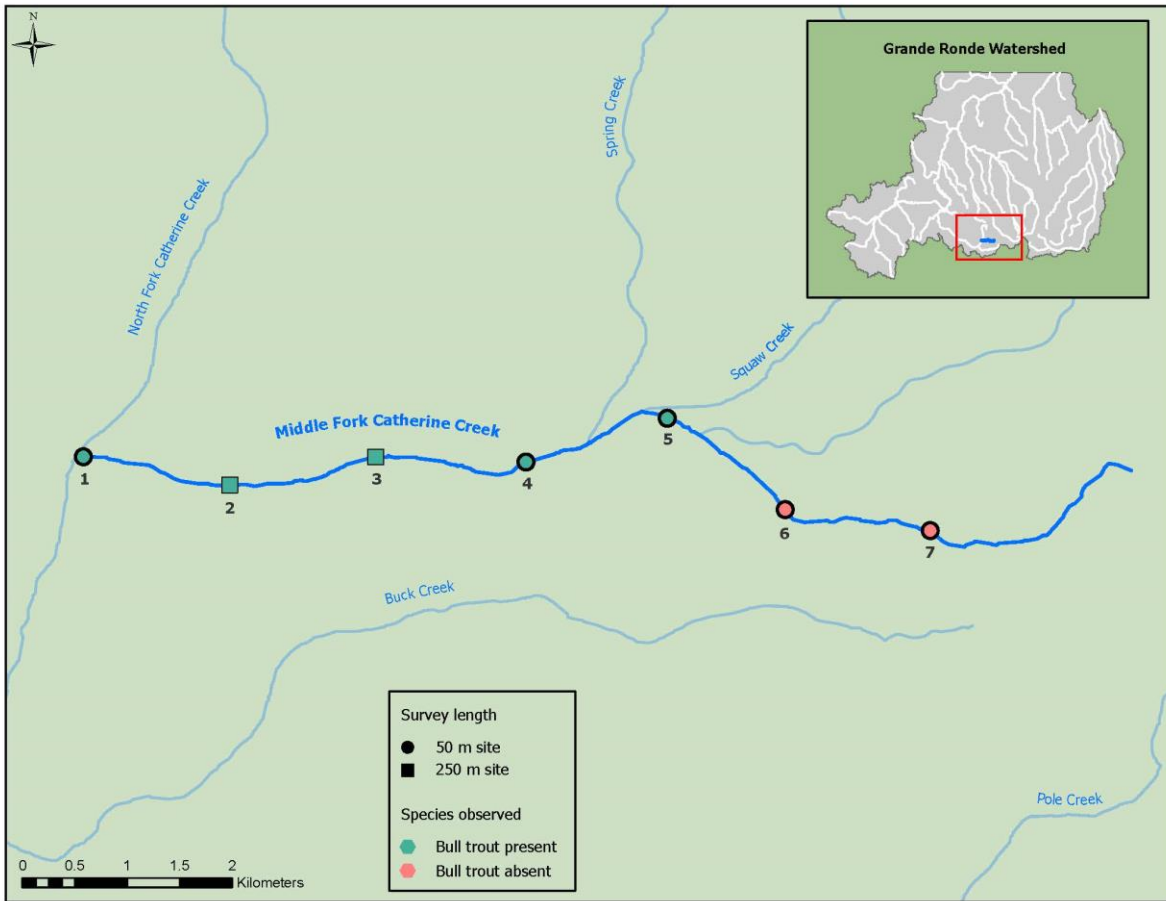 N
Grande Ronde Watershed
North Fork Catherine Creek
Spring Creek
Squaw Creek
Middle Fork Catherine Creek
1
2
3
4
5
6
7
Buck Creek
Pole Creek
Survey length
50 m site
250 m site
Species observed
Bull trout present
Bull trout absent
0 0.5 1 1.5 2
Kilometers